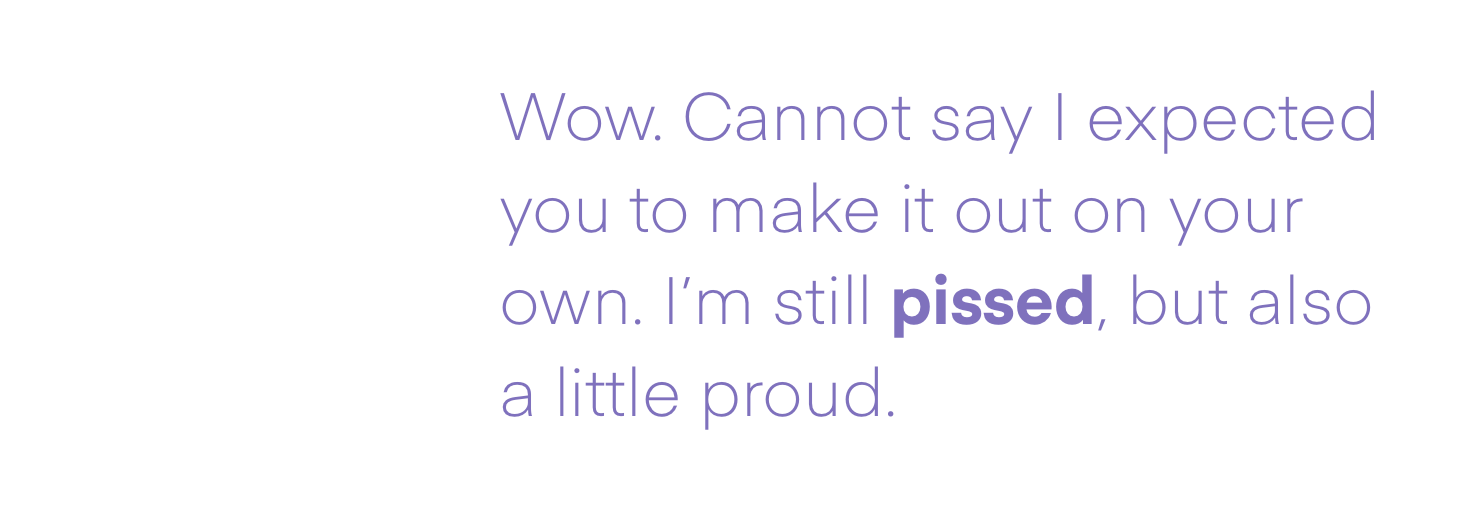 Wow. Cannot say I expected
you to make it out on your
own. I’m still pissed, but also
a little proud.